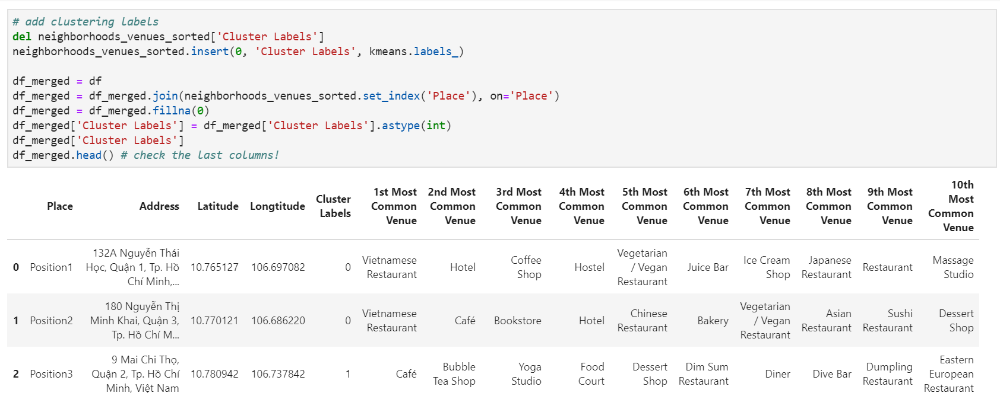 # add clustering labels
del neighborhoods_venues_sorted['Cluster Labels']
neighborhoods_venues_sorted.insert(0, 'Cluster Labels', kmeans.labels_)
df_merged = df
df_merged = df_merged.join(neighborhoods_venues_sorted.set_index('Place'), on='Place')
df_merged = df_merged.fillna(0)
df_merged['Cluster Labels'] = df_merged['Cluster Labels'].astype(int)
df_merged['Cluster Labels']
df_merged.head() # check the last columns!
Place
Address
Latitude
Longtitude
Cluster
Labels
1st Most
Common
Venue
2nd Most
Common
Venue
3rd Most
Common
Venue
4th Most
Common
Venue
5th Most
Common
Venue
6th Most
Common
Venue
7th Most
Common
Venue
8th Most
Common
Venue
9th Most
Common
Venue
10th
Most
Common
Venue
0
Position1
132A Nguyễn Thái
Học, Quận 1, Tp. Hồ
Chí Minh,...
10.765127
106.697082
0
Vietnamese
Restaurant
Hotel
Coffee
Shop
Hostel
Vegetarian
/ Vegan
Restaurant
Juice Bar
Ice Cream
Shop
Japanese
Restaurant
Restaurant
Massage
Studio
1
Position2
180 Nguyễn Thị
Minh Khai, Quận 3,
Tp. Hồ Chí M...
10.770121
106.686220
0
Vietnamese
Restaurant
Café
Bookstore
Hotel
Chinese
Restaurant
Bakery
Vegetarian
/ Vegan
Restaurant
Asian
Restaurant
Sushi
Restaurant
Dessert
Shop
2
Position3
9 Mai Chi Thọ,
Quận 2, Tp. Hồ Chí
Minh, Việt Nam
10.780942
106.737842
1
Café
Bubble
Tea Shop
Yoga
Studio
Food
Court
Dessert
Shop
Dim Sum
Restaurant
Diner
Dive Bar
Dumpling
Restaurant
Eastern
European
Restaurant